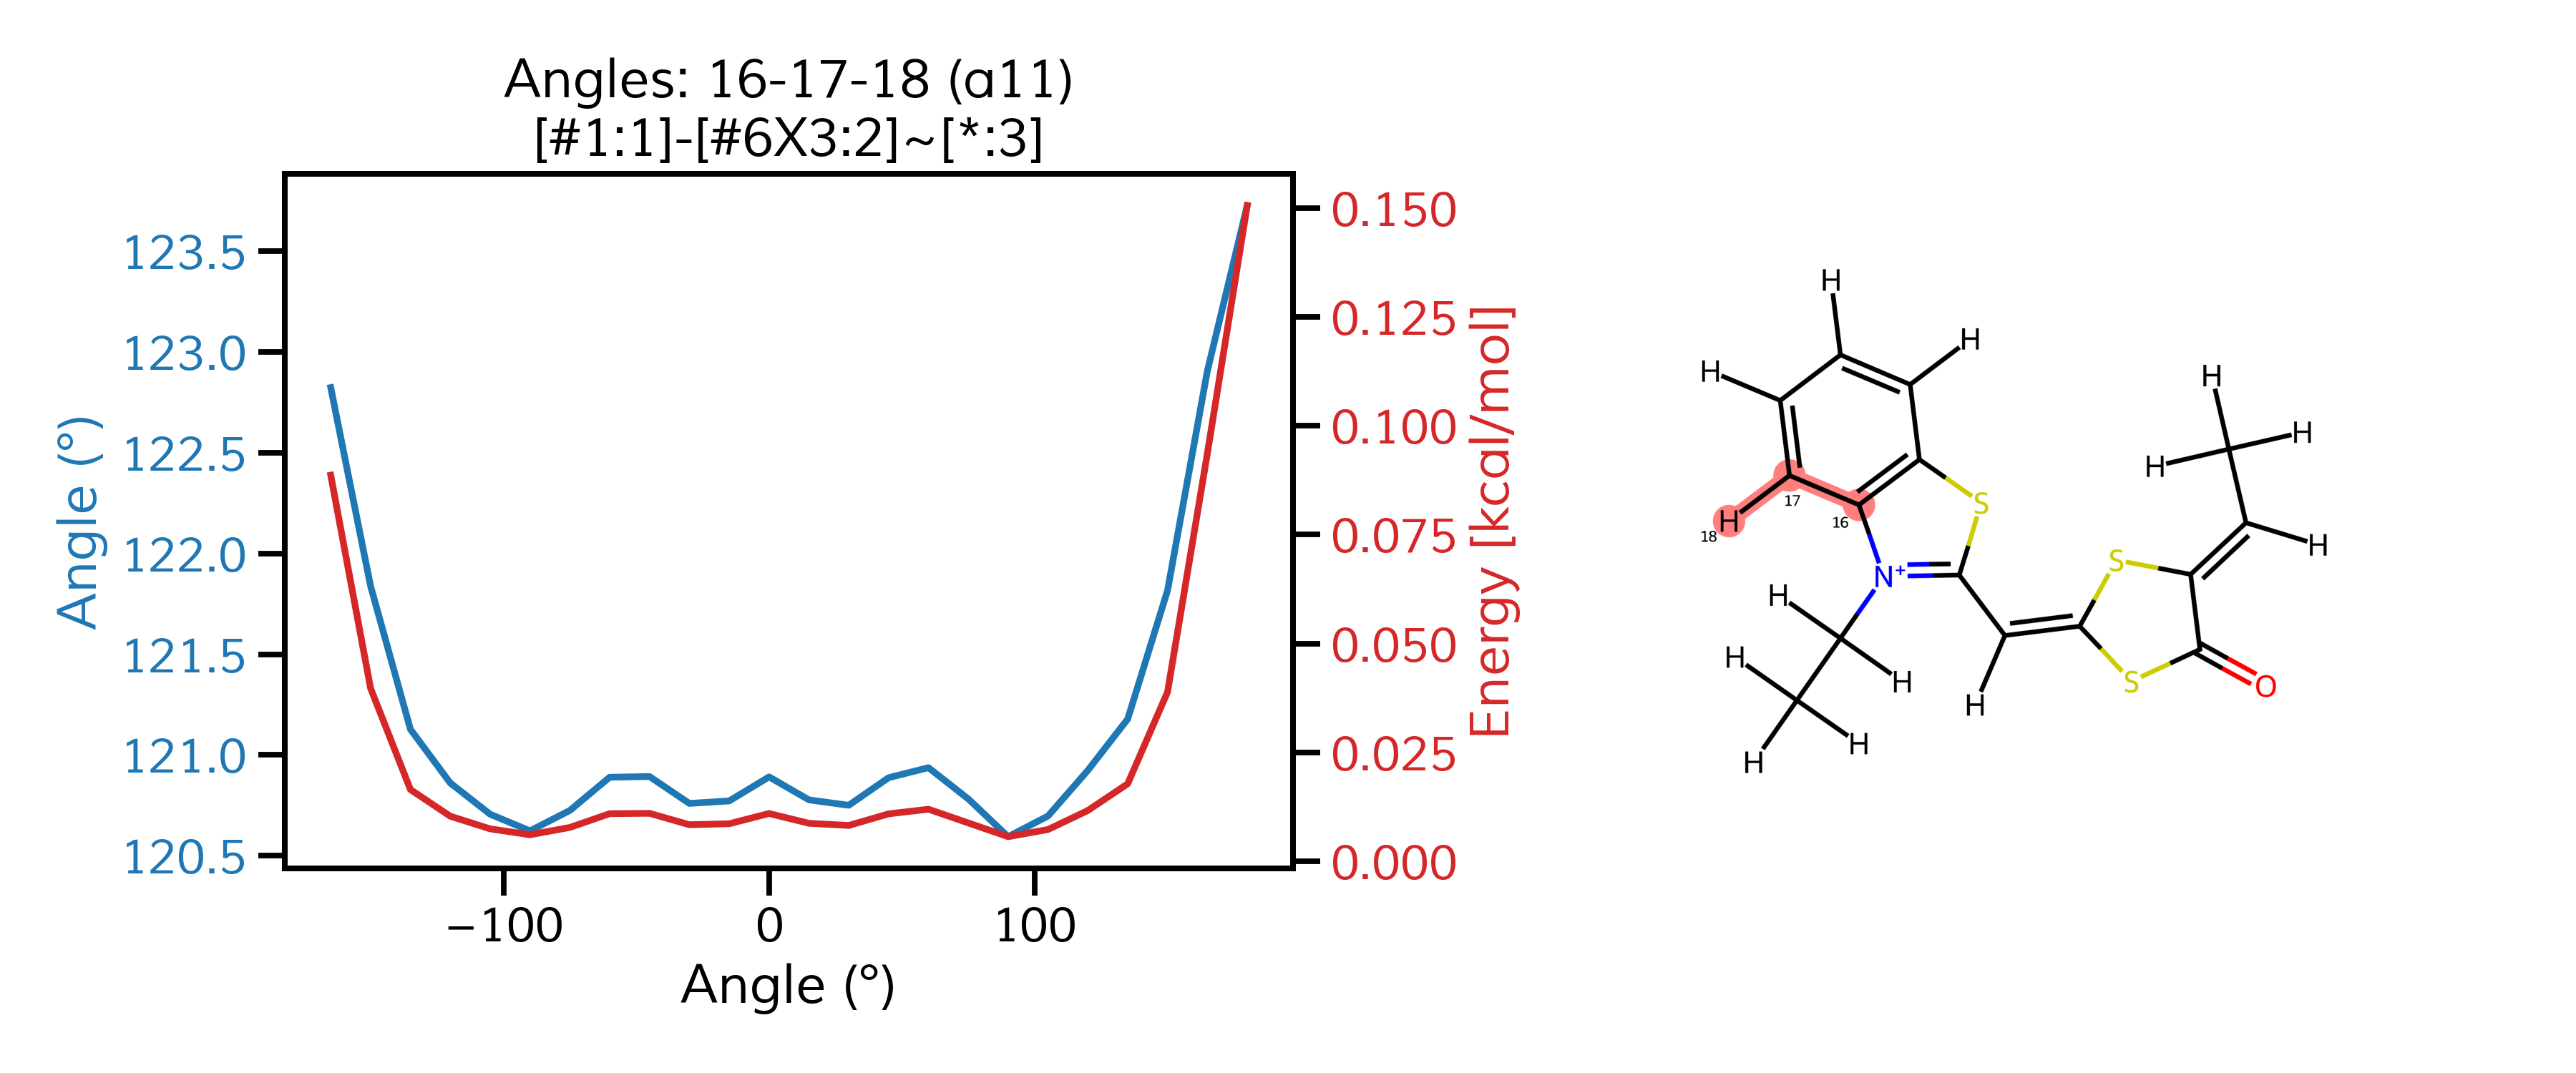 Angles: 16-17-18 (a11)
[#1:1]-[#6X3:2]~[*:3]
Angle (°)
123.5
123.0
122.5
122.0
121.5
121.0
120.5
0.150
0.125
0.100
0.075
0.050
0.025
0.000
Energy [kcal/mol]
−100
0
100
Angle (°)
H
H
H
H
H
H
H
17
18
16
S
H
S
N+
H
H
H
S
O
H
H
H